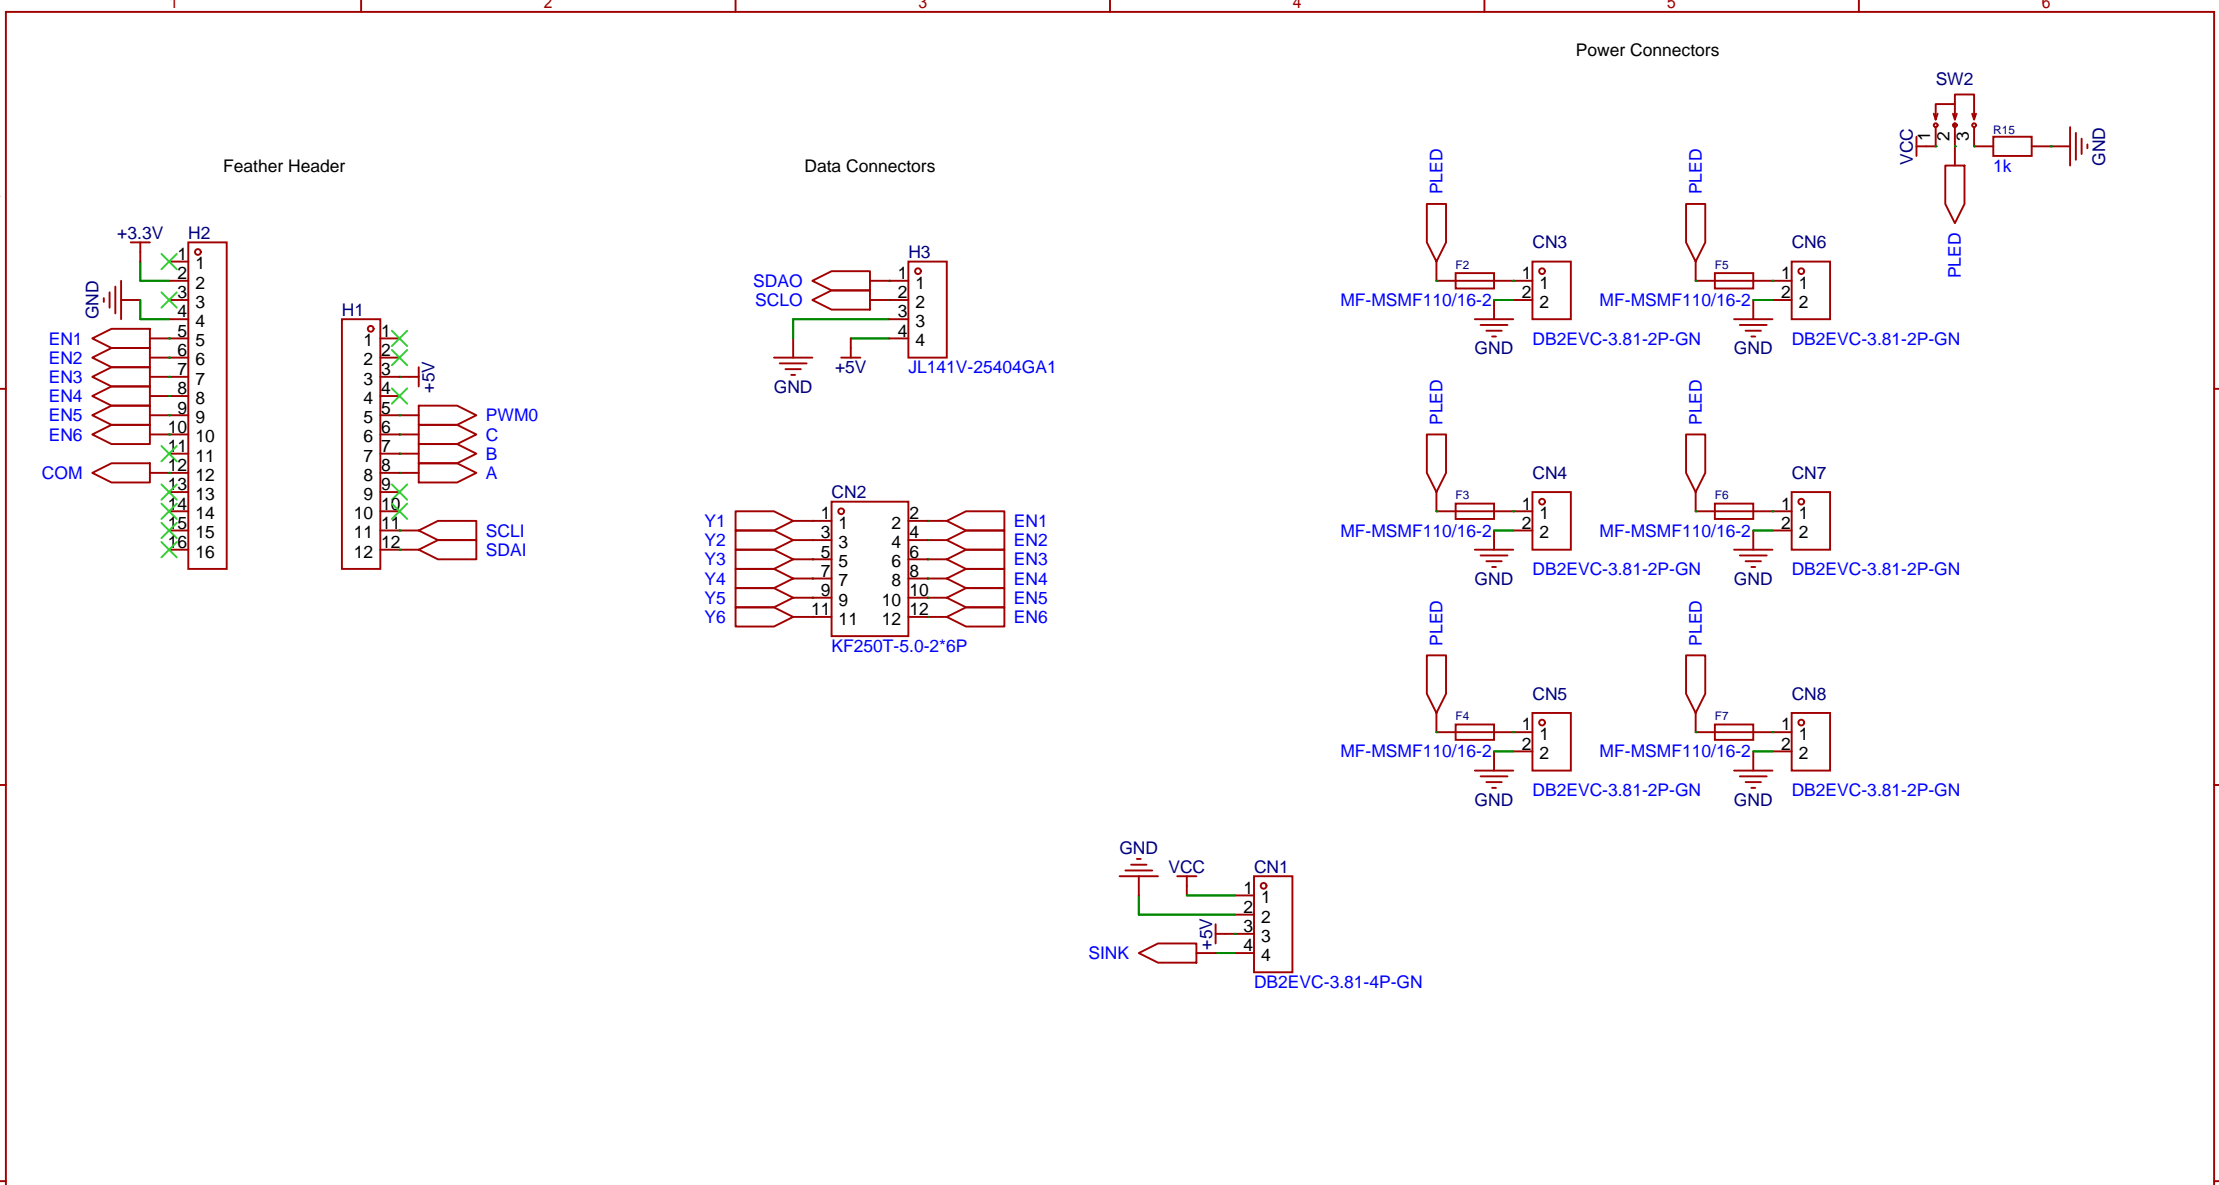 1 2 3 4 5 6
Power Connectors
Feather Header
Data Connectors
+3.3V
H2
GND
1 1
2 2
3 3
4 4
EN1 5 5
EN2 6 6
EN3 7 7
EN4 8 8
EN5 9 9
EN6 10 10
11 11
COM 12 12
13 13
14 14
15 15
16 16
H1
1 1
2 2
3 3 +5V
4 4
5 5 PWM0
6 6 C
7 7 B
8 8 A
9 9
10 10
11 11 SCLI
12 12 SDAI
H3
SDAO 1 1
SCLO 2 2
3 3
4 4
GND
+5V
JL141V-25404GA1
CN2
Y1 1 1 2 2 EN1
Y2 3 3 4 4 EN2
Y3 5 5 6 6 EN3
Y4 7 7 8 8 EN4
Y5 9 9 10 10 EN5
Y6 11 11 12 12 EN6
KF250T-5.0-2*6P
SW2
VCC
1 2 3
R15
1k
GND
PLED
PLED
F2
MF-MSMF110/16-2
CN3
1 1
2 2
GND
DB2EVC-3.81-2P-GN
PLED
F5
MF-MSMF110/16-2
CN6
1 1
2 2
GND
DB2EVC-3.81-2P-GN
PLED
F3
MF-MSMF110/16-2
CN4
1 1
2 2
GND
DB2EVC-3.81-2P-GN
PLED
F6
MF-MSMF110/16-2
CN7
1 1
2 2
GND
DB2EVC-3.81-2P-GN
PLED
F4
MF-MSMF110/16-2
CN5
1 1
2 2
GND
DB2EVC-3.81-2P-GN
PLED
F7
MF-MSMF110/16-2
CN8
1 1
2 2
GND
DB2EVC-3.81-2P-GN
GND
VCC
CN1
1 1
2 2
+5V 3 3
SINK 4 4
DB2EVC-3.81-4P-GN